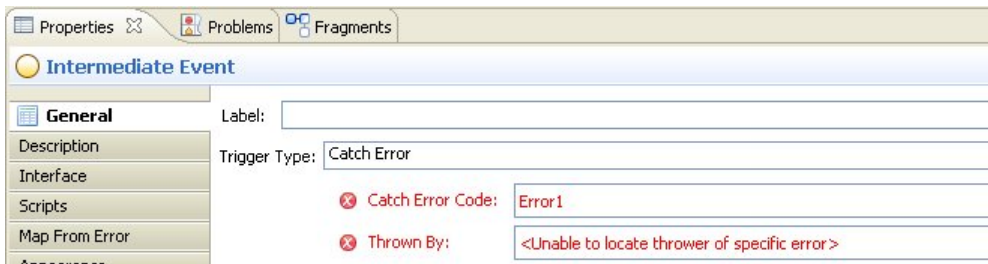 Properties Problems Fragments
Intermediate Event
General
Label:
Description
Trigger Type: Catch Error
Interface
Scripts
Catch Error Code: Error1
Map From Error
Thrown By: <Unable to locate thrower of specific error>